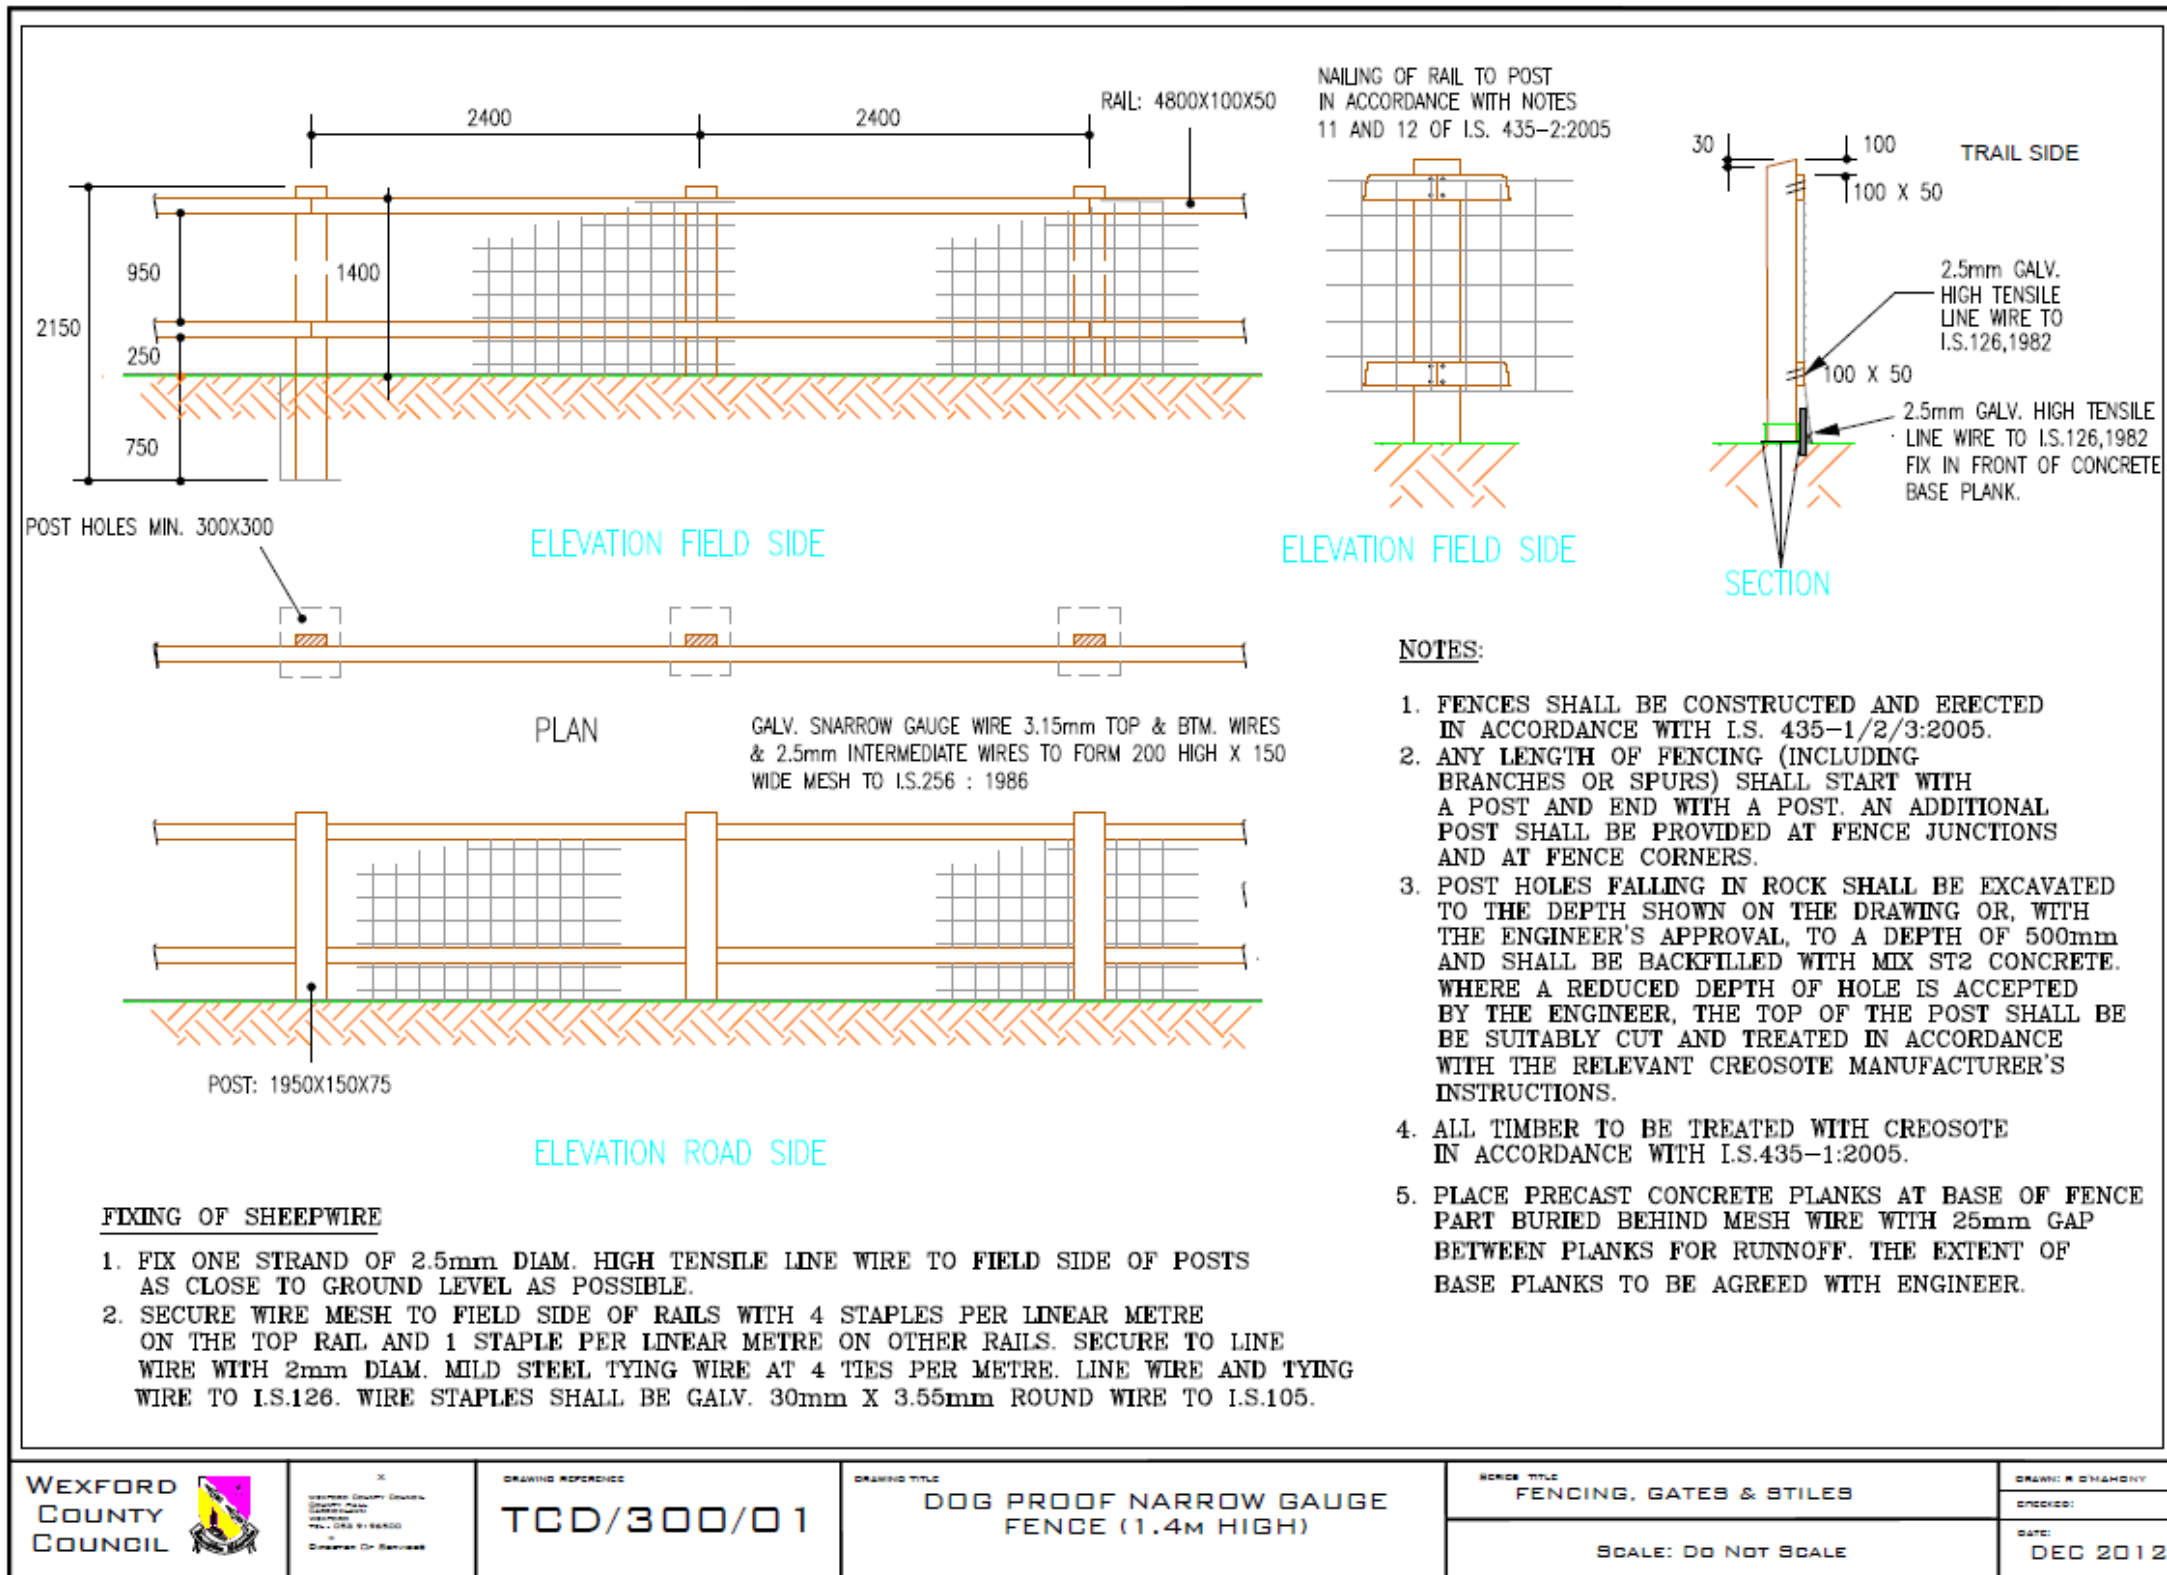 2400
2400
RAIL: 4800X100X50
2150
950
1400
250
750
POST HOLES MIN. 300X300
ELEVATION FIELD SIDE
NAILING OF RAIL TO POST
IN ACCORDANCE WITH NOTES
11 AND 12 OF I.S. 435-2:2005
ELEVATION FIELD SIDE
30
100
TRAIL SIDE
100 X 50
2.5mm GALV.
HIGH TENSILE
LINE WIRE TO
I.S.126,1982
100 X 50
2.5mm GALV. HIGH TENSILE
LINE WIRE TO I.S.126,1982
FIX IN FRONT OF CONCRETE
BASE PLANK.
SECTION
PLAN
GALV. SNARROW GAUGE WIRE 3.15mm TOP & BTM. WIRES
& 2.5mm INTERMEDIATE WIRES TO FORM 200 HIGH X 150
WIDE MESH TO I.S.256 : 1986
POST: 1950X150X75
ELEVATION ROAD SIDE
NOTES:
1. FENCES SHALL BE CONSTRUCTED AND ERECTED
IN ACCORDANCE WITH I.S. 435-1/2/3:2005.
2. ANY LENGTH OF FENCING (INCLUDING
BRANCHES OR SPURS) SHALL START WITH
A POST AND END WITH A POST. AN ADDITIONAL
POST SHALL BE PROVIDED AT FENCE JUNCTIONS
AND AT FENCE CORNERS.
3. POST HOLES FALLING IN ROCK SHALL BE EXCAVATED
TO THE DEPTH SHOWN ON THE DRAWING OR, WITH
THE ENGINEER'S APPROVAL, TO A DEPTH OF 500mm
AND SHALL BE BACKFILLED WITH MIX ST2 CONCRETE.
WHERE A REDUCED DEPTH OF HOLE IS ACCEPTED
BY THE ENGINEER, THE TOP OF THE POST SHALL BE
BE SUITABLY CUT AND TREATED IN ACCORDANCE
WITH THE RELEVANT CREOSOTE MANUFACTURER'S
INSTRUCTIONS.
4. ALL TIMBER TO BE TREATED WITH CREOSOTE
IN ACCORDANCE WITH I.S.435-1:2005.
5. PLACE PRECAST CONCRETE PLANKS AT BASE OF FENCE
PART BURIED BEHIND MESH WIRE WITH 25mm GAP
BETWEEN PLANKS FOR RUNNOFF. THE EXTENT OF
BASE PLANKS TO BE AGREED WITH ENGINEER.
FIXING OF SHEEPWIRE
1. FIX ONE STRAND OF 2.5mm DIAM. HIGH TENSILE LINE WIRE TO FIELD SIDE OF POSTS
AS CLOSE TO GROUND LEVEL AS POSSIBLE.
2. SECURE WIRE MESH TO FIELD SIDE OF RAILS WITH 4 STAPLES PER LINEAR METRE
ON THE TOP RAIL AND 1 STAPLE PER LINEAR METRE ON OTHER RAILS. SECURE TO LINE
WIRE WITH 2mm DIAM. MILD STEEL TYING WIRE AT 4 TIES PER METRE. LINE WIRE AND TYING
WIRE TO I.S.126. WIRE STAPLES SHALL BE GALV. 30mm X 3.55mm ROUND WIRE TO I.S.105.
WEXFORD
COUNTY
COUNCIL
WEXFORD COUNTY COUNCIL
COUNTY HALL
WEXFORD
DIRECTOR OF SERVICES
DRAWING REFERENCE
TCD/300/01
DRAWING TITLE
DOG PROOF NARROW GAUGE
FENCE (1.4M HIGH)
SERIES TITLE
FENCING, GATES & STILES
SCALE: DO NOT SCALE
DRAWN: R O'MAHONY
CHECKED:
DATE:
DEC 2012